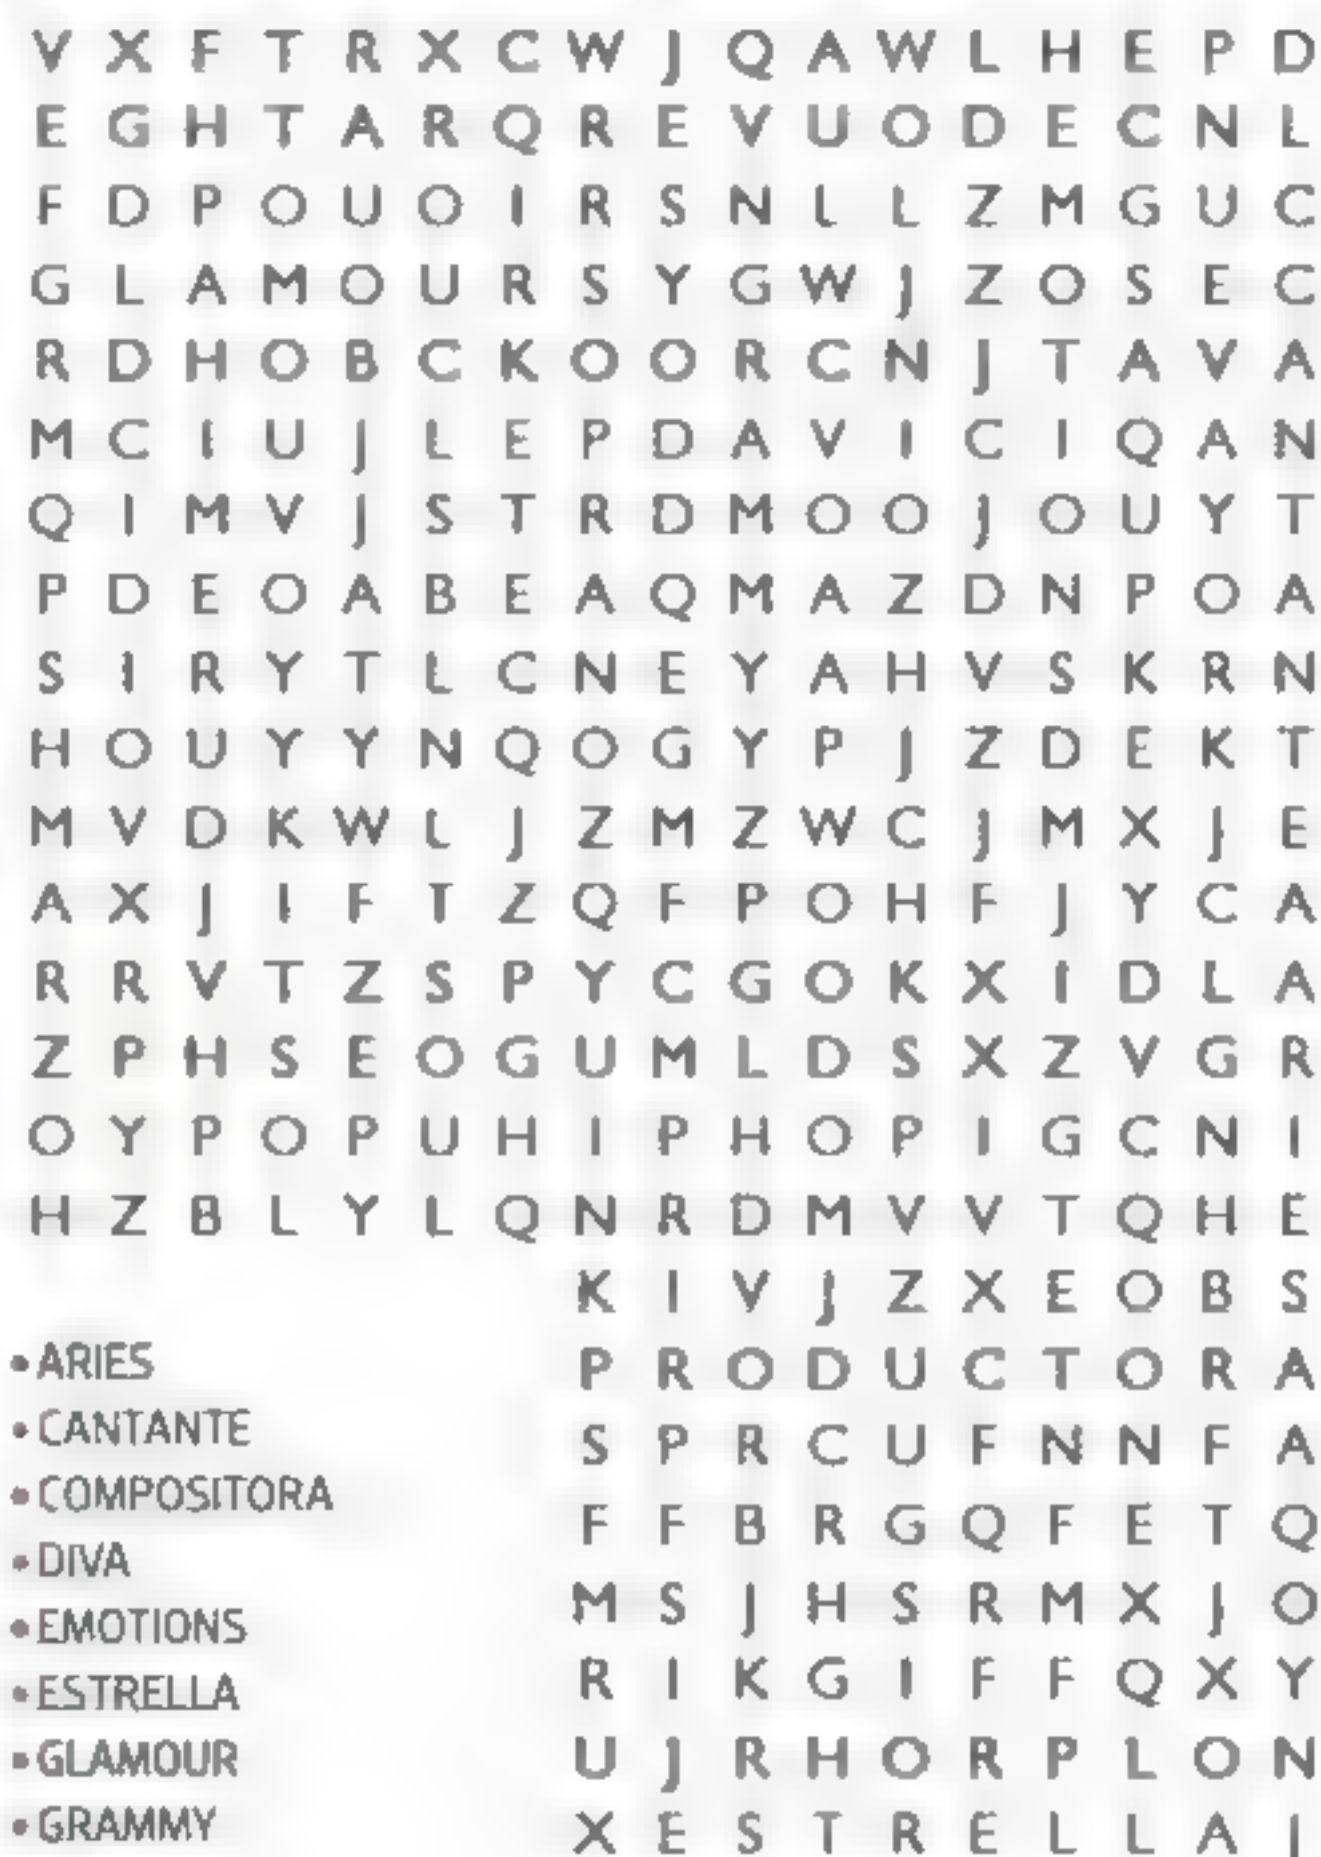 V X F T R X C W J Q A W L H E P D
E G H T A R Q R E V U O D E C N L
F D P O U O I R S N L L Z M G U C
G L A M O U R S Y G W J Z O S E C
R D H O B C K O O R C N J T A V A
M C I U J L E P D A V I C I Q A N
Q I M V J S T R D M O O J O U Y T
P D E O A B E A Q M A Z D N P O A
S I R Y T L C N E Y A H V S K R N
H O U Y Y N Q O G Y P J Z D E K T
M V D K W L J Z M Z W C J M X J E
A X J I F T Z Q F P O H F J Y C A
R R V T Z S P Y C G O K X I D L A
Z P H S E O G U M L D S X Z V G R
O Y P O P U H I P H O P I G C N I
H Z B L Y L Q N R D M V V T Q H E
K I V J Z X E O B S
• ARIES
P R O D U C T O R A
• CANTANTE
S P R C U F N N F A
• COMPOSITORA
F F B R G Q F E T Q
• DIVA
M S J H S R M X J O
• EMOTIONS
R I K G I F F Q X Y
• ESTRELLA
U J R H O R P L O N
• GLAMOUR
X E S T R E L L A J
• GRAMMY